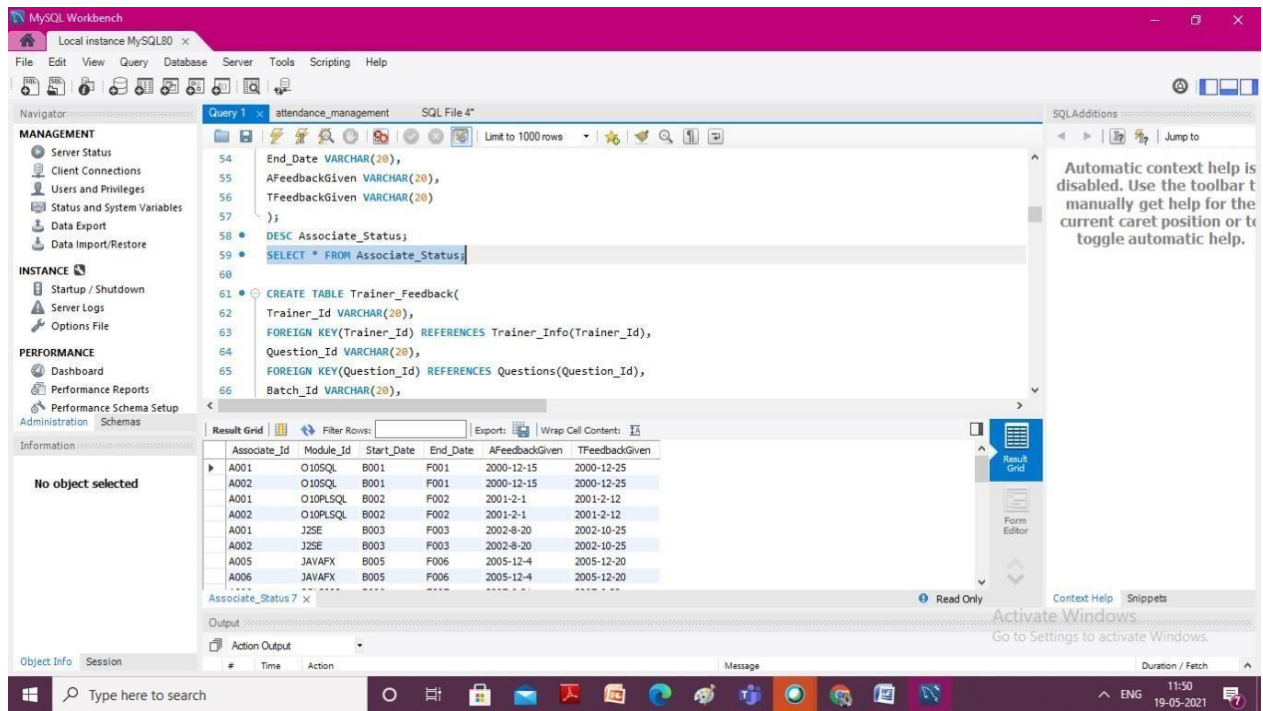 MySQL Workbench
Local instance MySQL80 ×
File Edit View Query Database Server Tools Scripting Help
Navigator
MANAGEMENT
Server Status
Client Connections
Users and Privileges
Status and System Variables
Data Export
Data Import/Restore
INSTANCE
Startup / Shutdown
Server Logs
Options File
PERFORMANCE
Dashboard
Performance Reports
Performance Schema Setup
Administration Schemas
Information
No object selected
Object Info Session
Query 1 × attendance_management SQL File 4*
Limit to 1000 rows
54 End_Date VARCHAR(20),
55 AFeedbackGiven VARCHAR(20),
56 TFeedbackGiven VARCHAR(20)
57 );
58 DESC Associate_Status;
59 SELECT * FROM Associate_Status;
60
61 CREATE TABLE Trainer_Feedback(
62 Trainer_Id VARCHAR(20),
63 FOREIGN KEY(Trainer_Id) REFERENCES Trainer_Info(Trainer_Id),
64 Question_Id VARCHAR(20),
65 FOREIGN KEY(Question_Id) REFERENCES Questions(Question_Id),
66 Batch_Id VARCHAR(20),
Result Grid Filter Rows: Export: Wrap Cell Content:
Associate_Id Module_Id Start_Date End_Date AFeedbackGiven TFeedbackGiven
A001 O10SQL B001 F001 2000-12-15 2000-12-25
A002 O10SQL B001 F001 2000-12-15 2000-12-25
A001 O10PLSQL B002 F002 2001-2-1 2001-2-12
A002 O10PLSQL B002 F002 2001-2-1 2001-2-12
A001 J2SE B003 F003 2002-8-20 2002-10-25
A002 J2SE B003 F003 2002-8-20 2002-10-25
A005 JAVAFX B005 F006 2005-12-4 2005-12-20
A006 JAVAFX B005 F006 2005-12-4 2005-12-20
Result
Grid
Form
Editor
Associate_Status 7 × Read Only
Output
Action Output
# Time Action Message Duration / Fetch
SQLAdditions
Jump to
Automatic context help is
disabled. Use the toolbar t
manually get help for the
current caret position or to
toggle automatic help.
Context Help Snippets
Activate Windows
Go to Settings to activate Windows.
Type here to search
ENG
11:50
19-05-2021